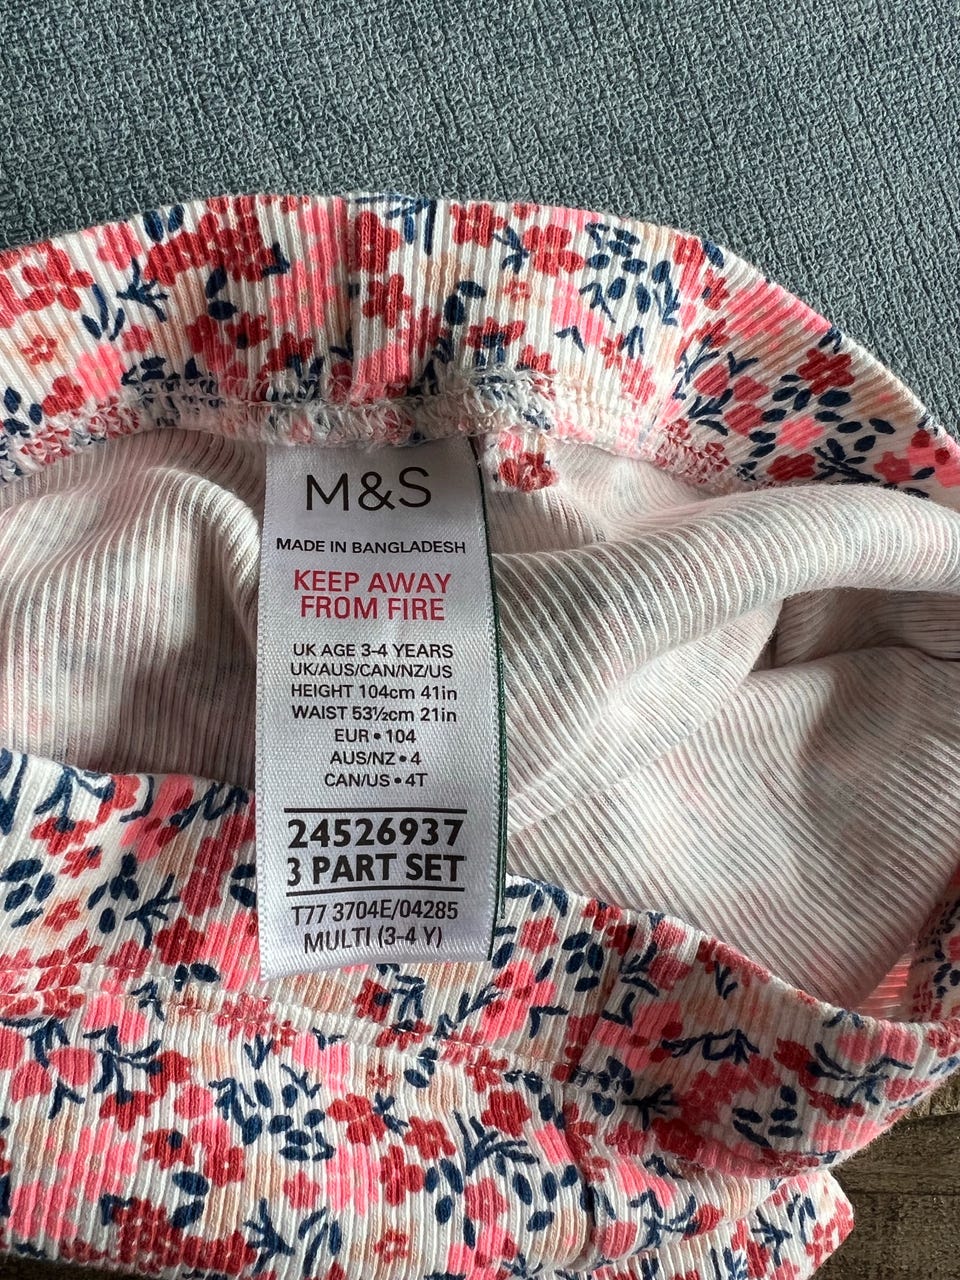 M&S
MADE IN BANGLADESH
KEEP AWAY
FROM FIRE
UK AGE 3-4 YEARS
UK/AUS/CAN/NZ/US
HEIGHT 104cm 41in
WAIST 53½cm 21in
EUR • 104
AUS/NZ • 4
CAN/US • 4T
24526937
3 PART SET
T77 3704E/04285
MULTI (3-4 Y)